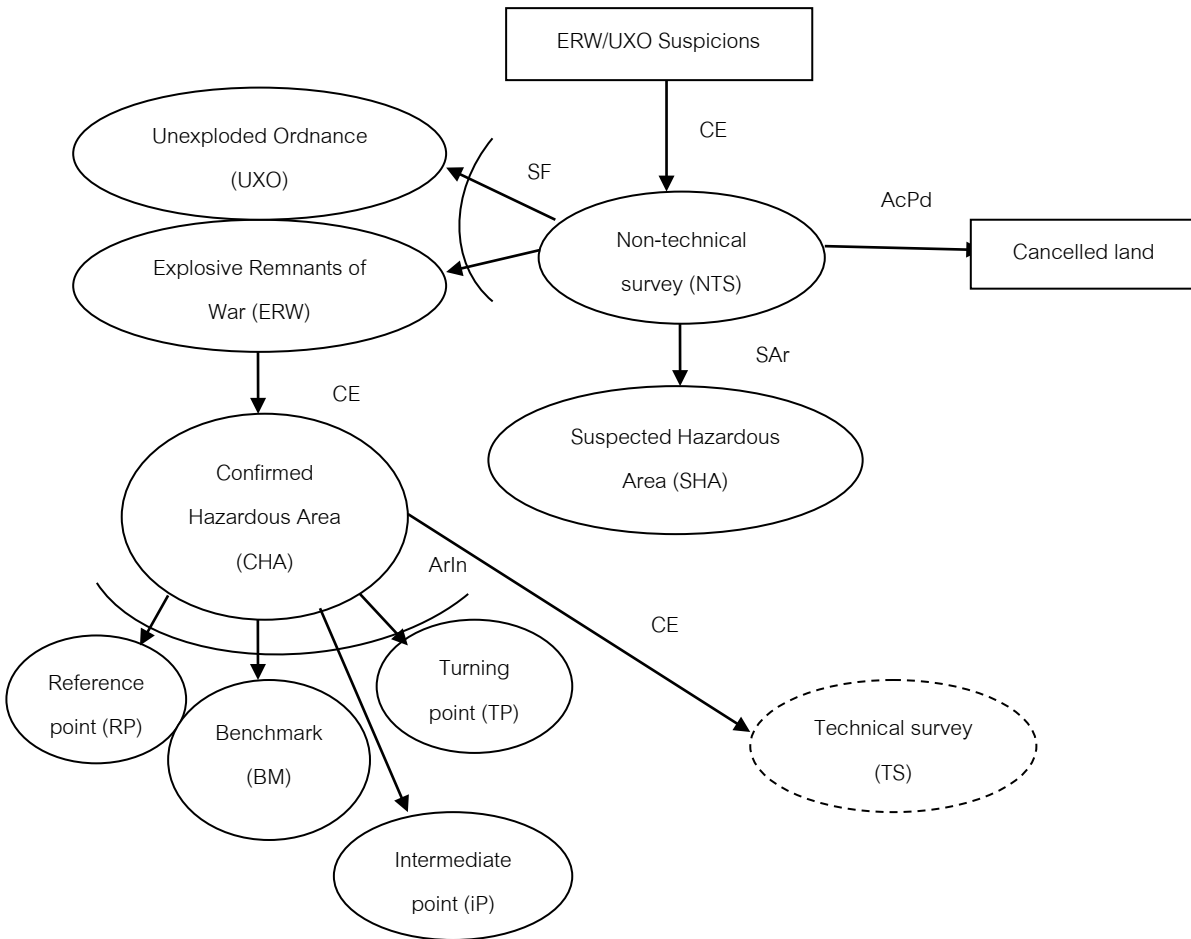 ERW/UXO Suspicions
CE
Unexploded Ordnance
(UXO)
SF
AcPd
Non-technical
survey (NTS)
Cancelled land
Explosive Remnants of
War (ERW)
SAr
CE
Suspected Hazardous
Area (SHA)
Confirmed
Hazardous Area
(CHA)
ArIn
CE
Reference
point (RP)
Benchmark
(BM)
Turning
point (TP)
Technical survey
(TS)
Intermediate
point (iP)